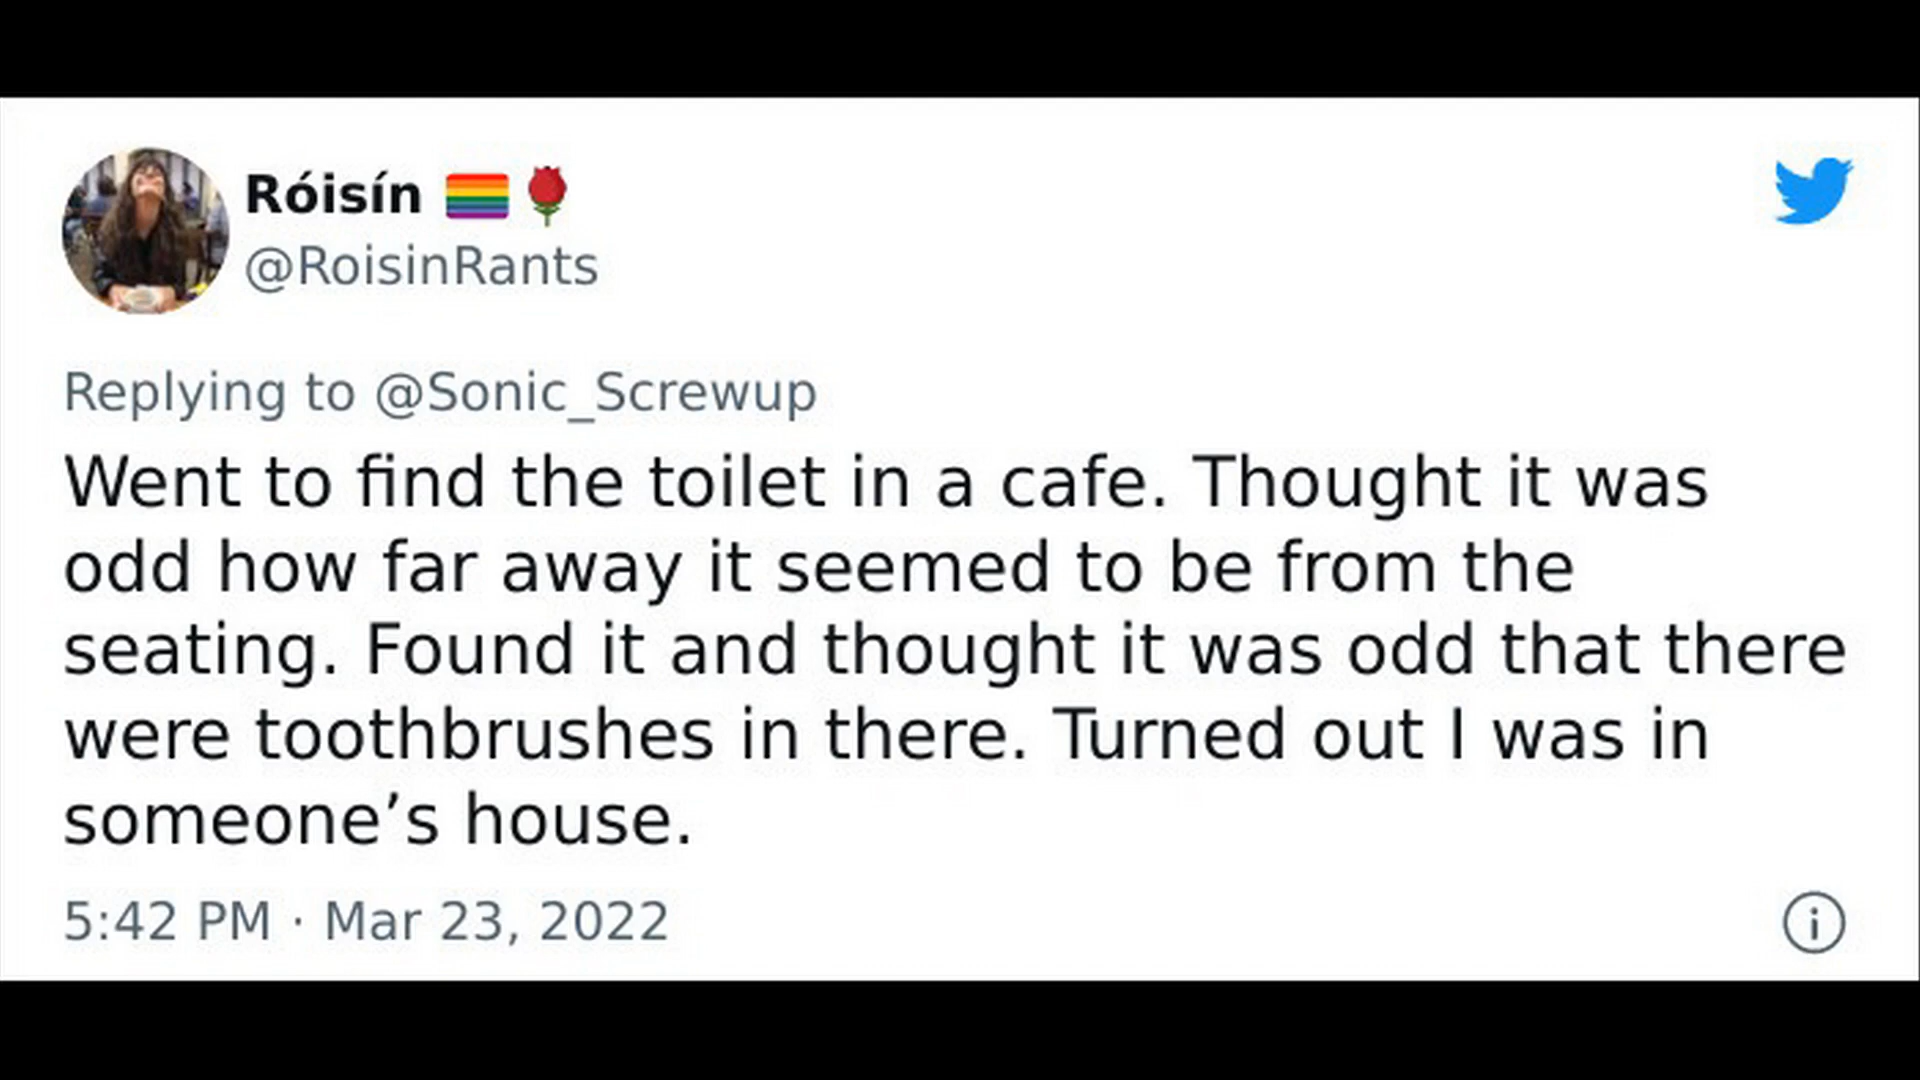 Róisín 🏳️‍🌈🌹
@RoisinRants
Replying to @Sonic_Screwup
Went to find the toilet in a cafe. Thought it was
odd how far away it seemed to be from the
seating. Found it and thought it was odd that there
were toothbrushes in there. Turned out I was in
someone’s house.
5:42 PM · Mar 23, 2022